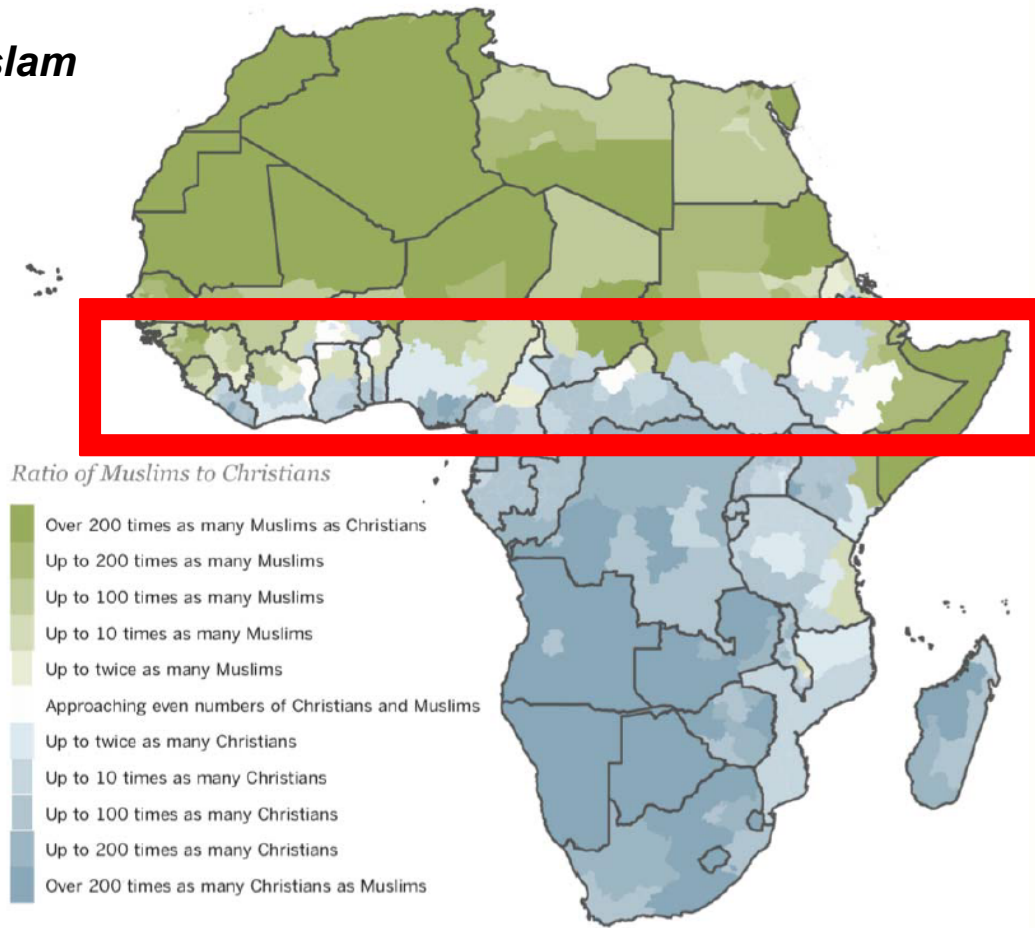 slam
Ratio of Muslims to Christians
Over 200 times as many Muslims as Christians
Up to 200 times as many Muslims
Up to 100 times as many Muslims
Up to 10 times as many Muslims
Up to twice as many Muslims
Approaching even numbers of Christians and Muslims
Up to twice as many Christians
Up to 10 times as many Christians
Up to 100 times as many Christians
Up to 200 times as many Christians
Over 200 times as many Christians as Muslims